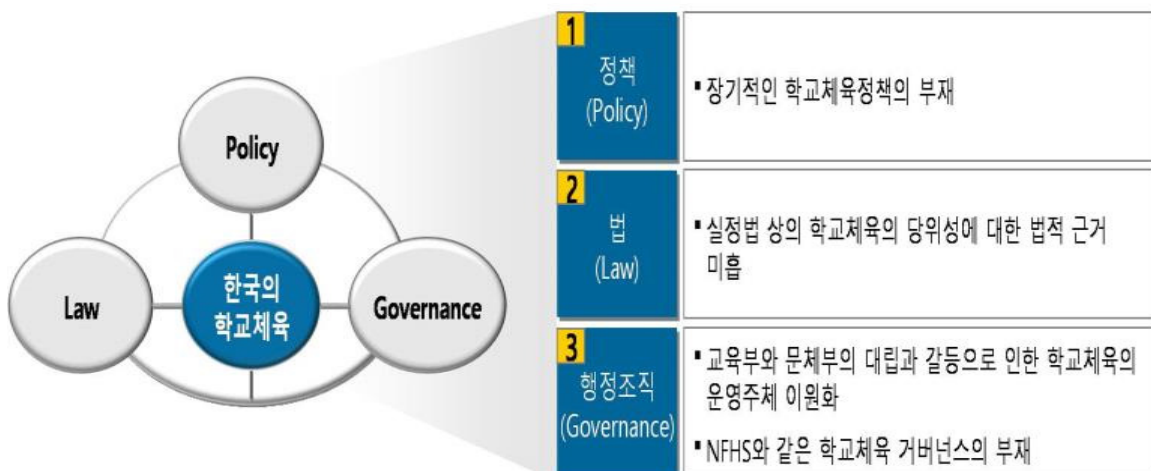 Policy
Law
한국의
학교체육
Governance
1
정책
(Policy)
▪ 장기적인 학교체육정책의 부재
2
법
(Law)
▪ 실정법 상의 학교체육의 당위성에 대한 법적 근거
미흡
3
행정조직
(Governance)
▪ 교육부와 문체부의 대립과 갈등으로 인한 학교체육의
운영주체 이원화
▪ NFHS와 같은 학교체육 거버넌스의 부재